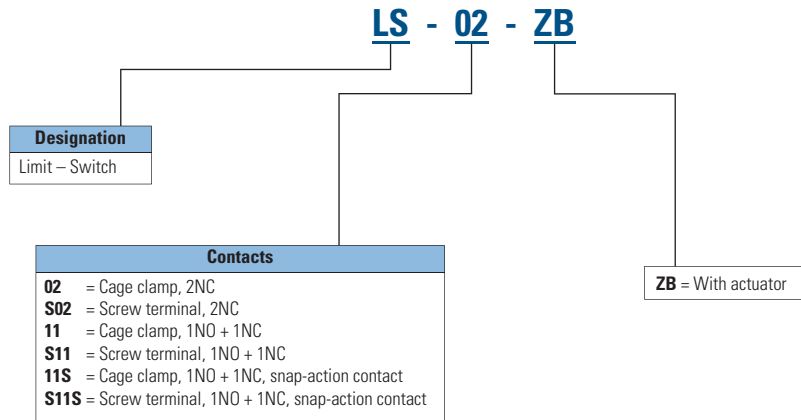 LS - 02 - ZB
Designation
Limit – Switch
Contacts
02 = Cage clamp, 2NC
S02 = Screw terminal, 2NC
11 = Cage clamp, 1NO + 1NC
S11 = Screw terminal, 1NO + 1NC
11S = Cage clamp, 1NO + 1NC, snap-action contact
S11S = Screw terminal, 1NO + 1NC, snap-action contact
ZB = With actuator